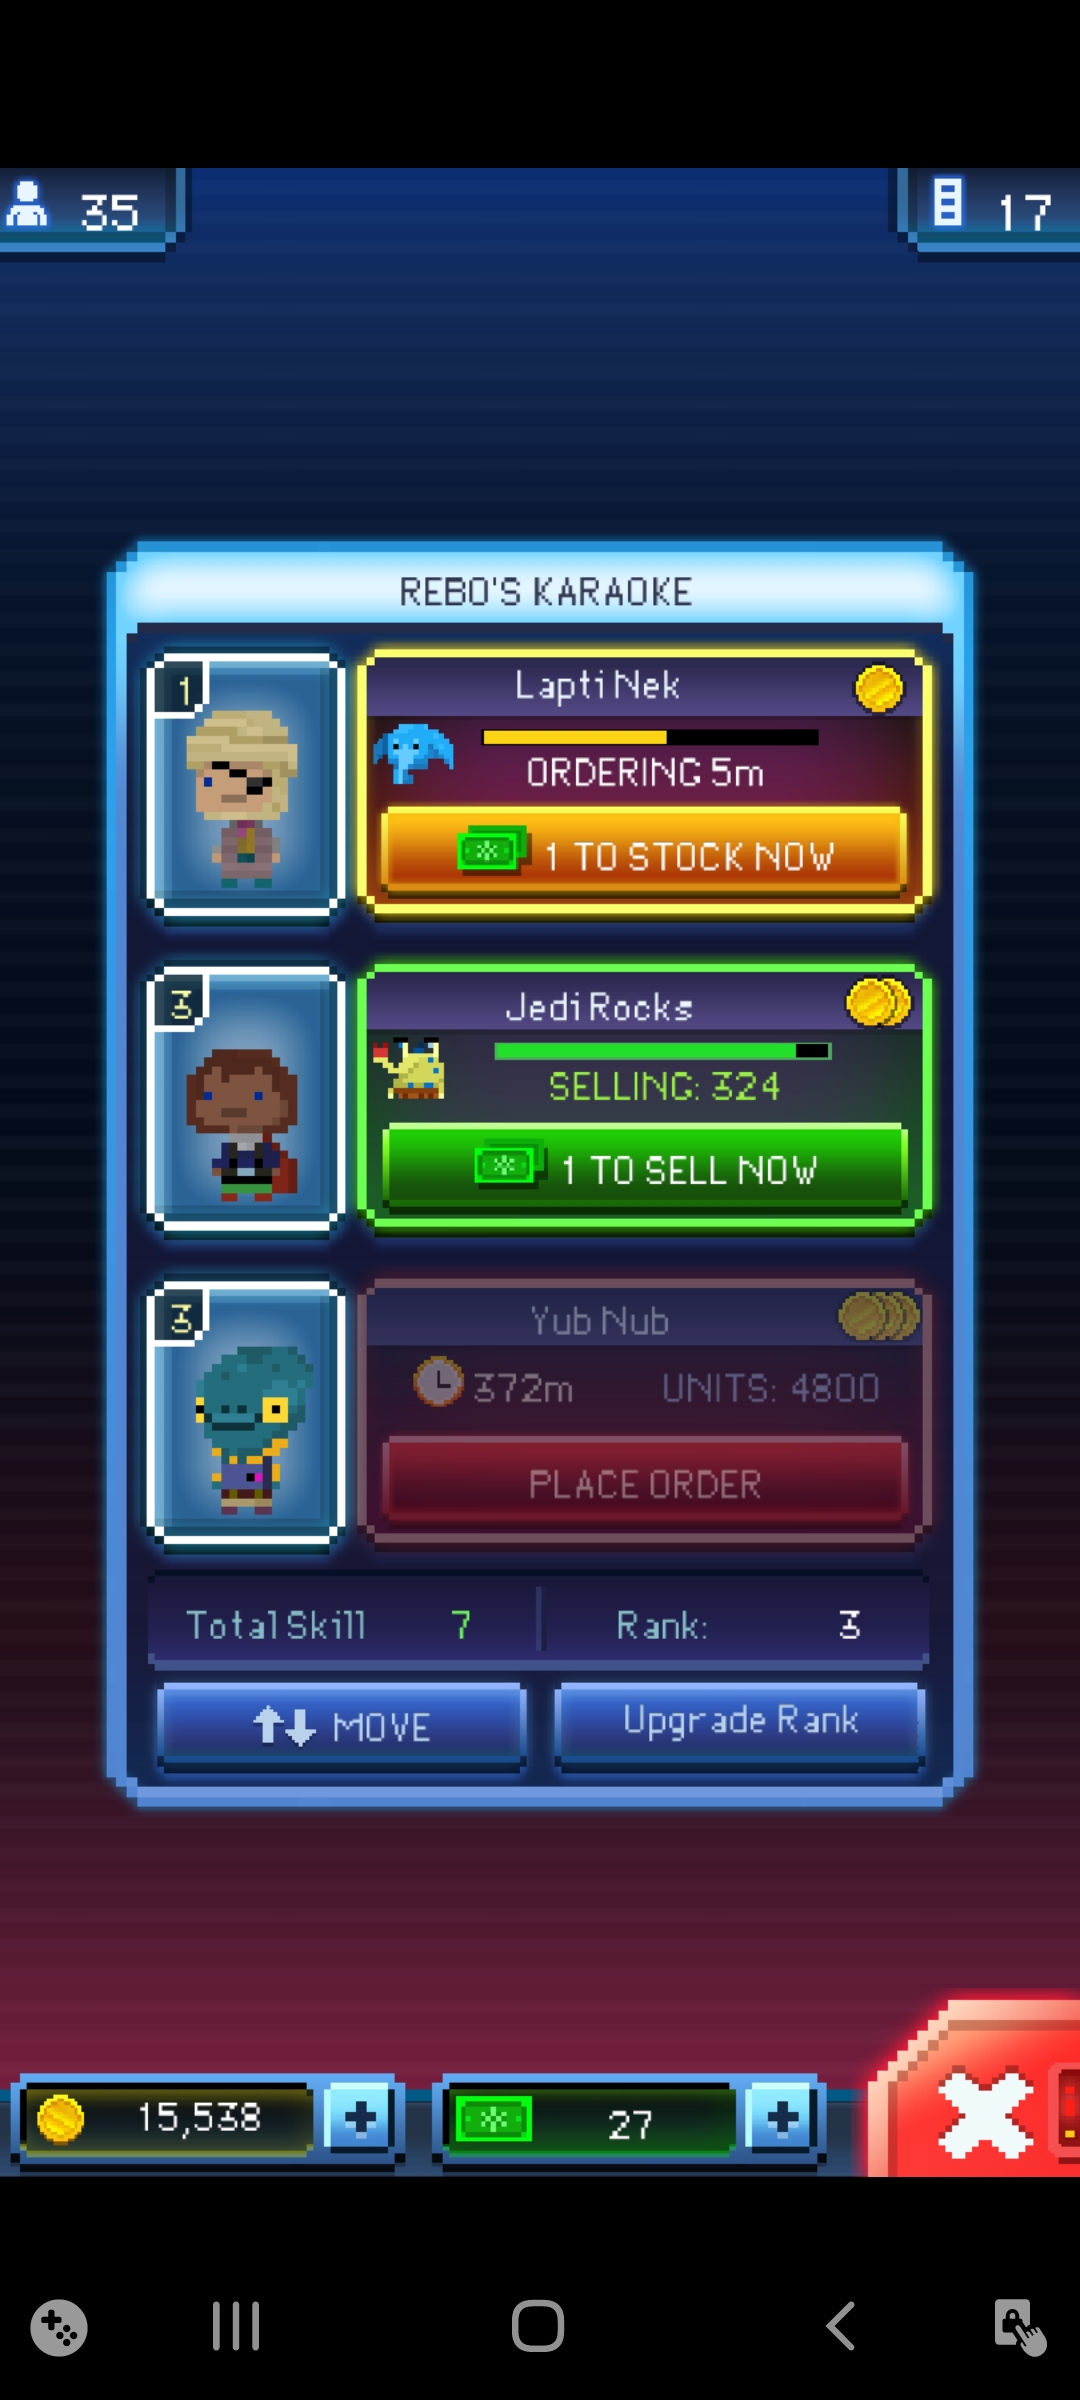 35
17
REBO'S KARAOKE
1
Lapti Nek
ORDERING 5m
1 TO STOCK NOW
3
Jedi Rocks
SELLING: 324
1 TO SELL NOW
3
Yub Nub
372m UNITS: 4800
PLACE ORDER
Total Skill 7 Rank: 3
MOVE Upgrade Rank
15,538 27